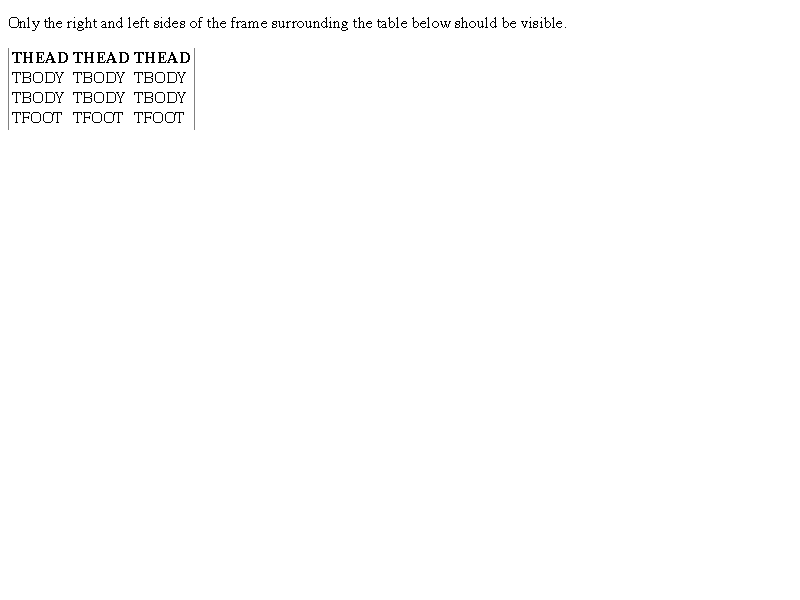 Only the right and left sides of the frame surrounding the table below should be visible.
THEAD THEAD THEAD
TBODY TBODY TBODY
TBODY TBODY TBODY
TFOOT TFOOT TFOOT